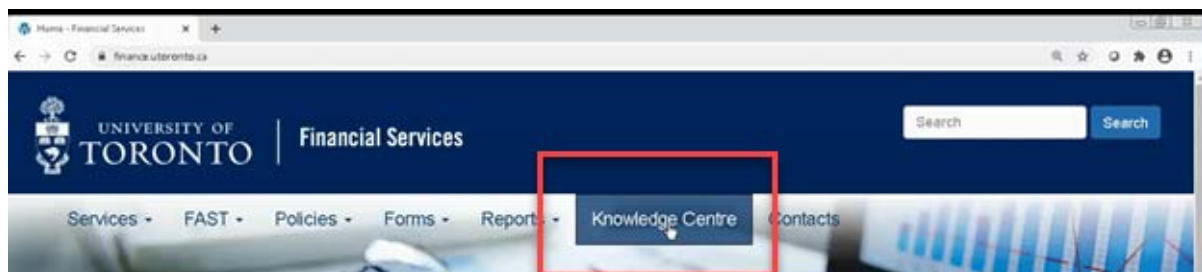 Home - Financial Services
finance.utoronto.ca
UNIVERSITY OF
TORONTO
Financial Services
Search
Search
Services
FAST
Policies
Forms
Reports
Knowledge Centre
Contacts